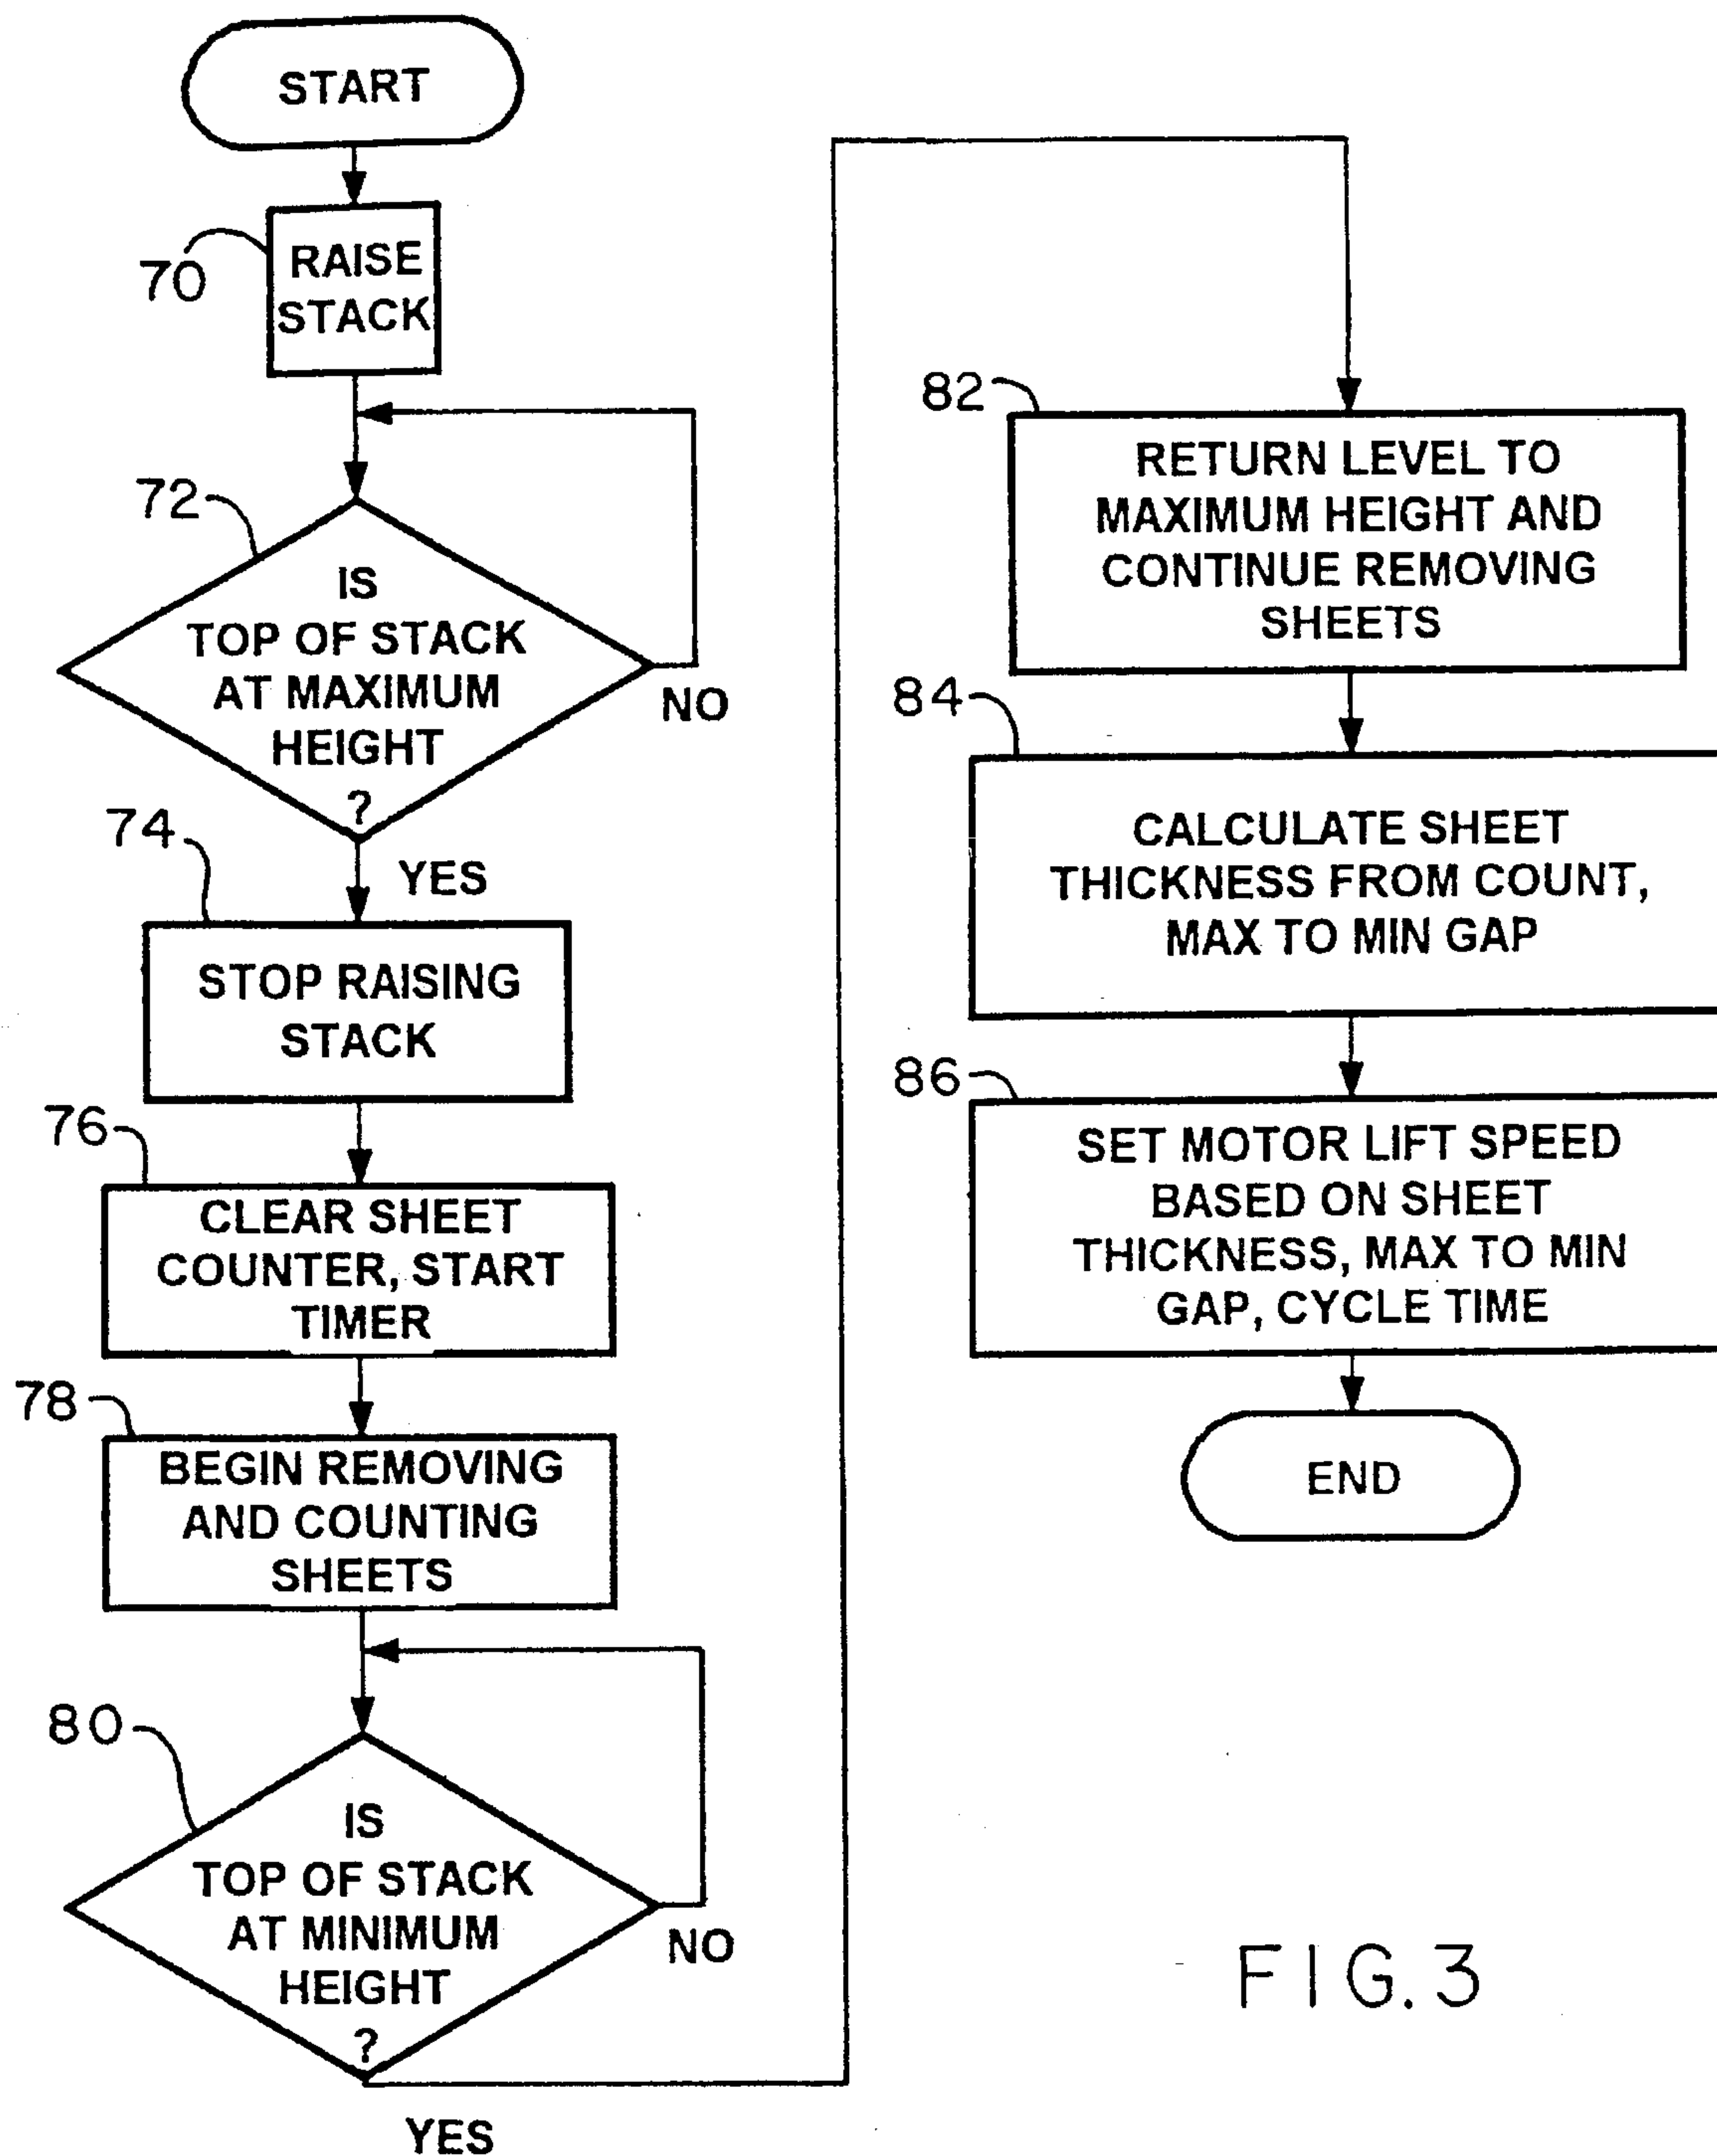 START
70
RAISE
STACK
72
IS
TOP OF STACK
AT MAXIMUM
HEIGHT
?
NO
YES
74
STOP RAISING
STACK
76
CLEAR SHEET
COUNTER, START
TIMER
78
BEGIN REMOVING
AND COUNTING
SHEETS
80
IS
TOP OF STACK
AT MINIMUM
HEIGHT
?
NO
YES
82
RETURN LEVEL TO
MAXIMUM HEIGHT AND
CONTINUE REMOVING
SHEETS
84
CALCULATE SHEET
THICKNESS FROM COUNT,
MAX TO MIN GAP
86
SET MOTOR LIFT SPEED
BASED ON SHEET
THICKNESS, MAX TO MIN
GAP, CYCLE TIME
END
FIG. 3